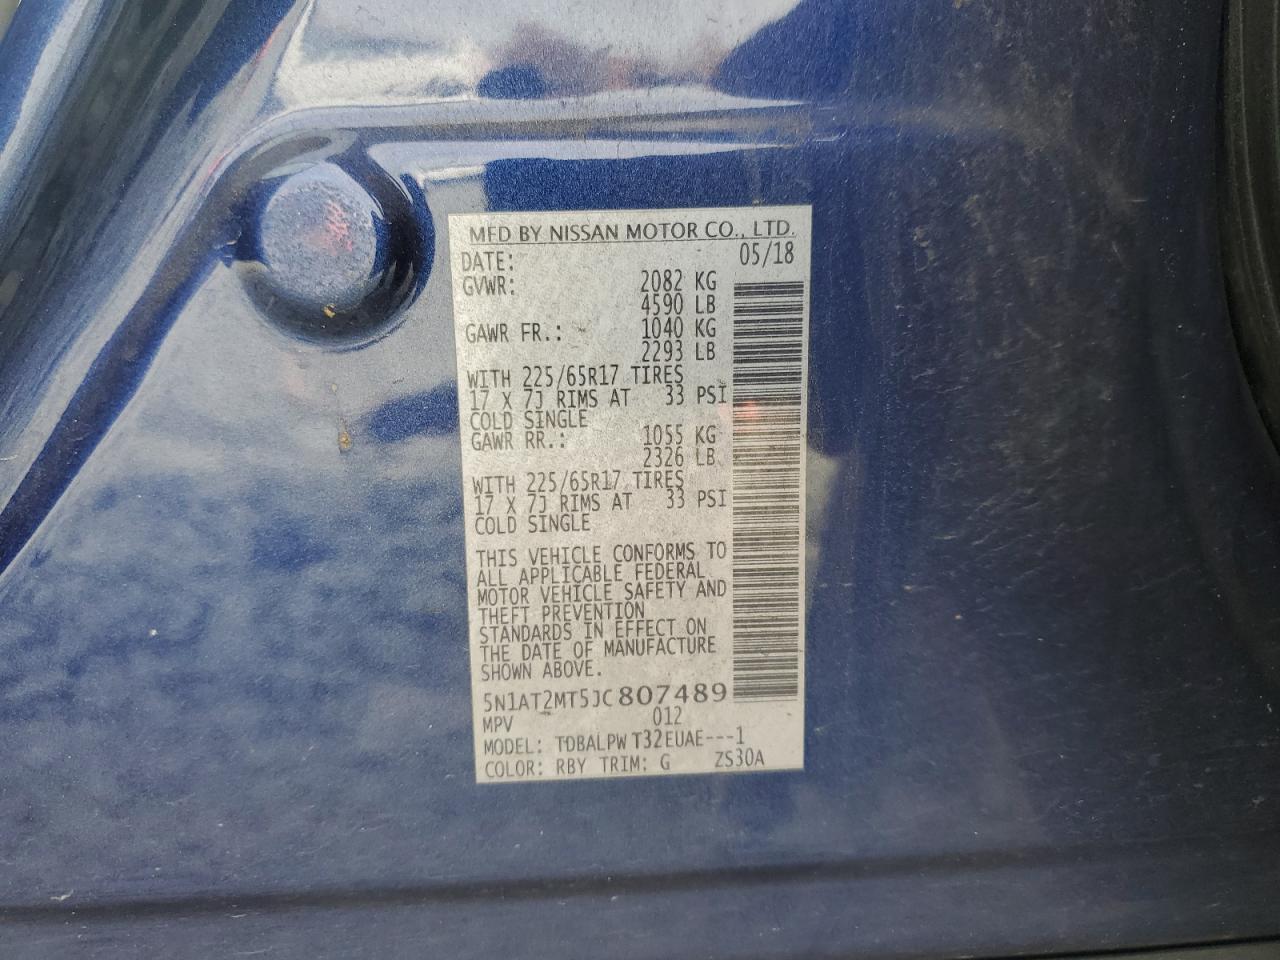 MFD BY NISSAN MOTOR CO., LTD.
DATE: 05/18
GVWR: 2082 KG
4590 LB
GAWR FR.: 1040 KG
2293 LB
WITH 225/65R17 TIRES
17 X 7J RIMS AT 33 PSI
COLD SINGLE
GAWR RR.: 1055 KG
2326 LB
WITH 225/65R17 TIRES
17 X 7J RIMS AT 33 PSI
COLD SINGLE
THIS VEHICLE CONFORMS TO
ALL APPLICABLE FEDERAL
MOTOR VEHICLE SAFETY AND
THEFT PREVENTION
STANDARDS IN EFFECT ON
THE DATE OF MANUFACTURE
SHOWN ABOVE.
5N1AT2MT5JC807489
MPV 012
MODEL: TDBALPW T32EUAE---1
COLOR: RBY TRIM: G ZS30A